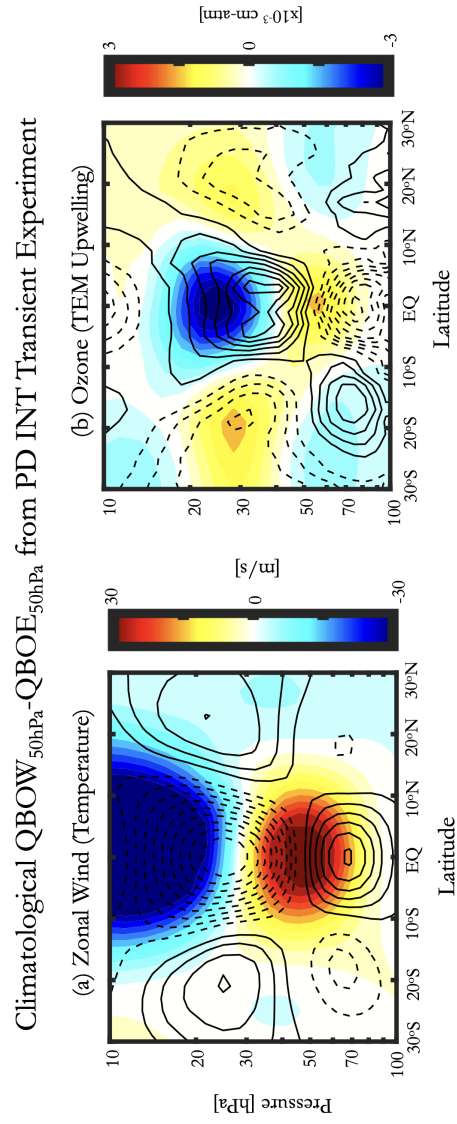 Climatological QBOW50hPa-QBOE50hPa from PD INT Transient Experiment
(a) Zonal Wind (Temperature)
Pressure [hPa]
10
20
30
50
70
100
30°S
20°S
10°S
EQ
10°N
20°N
30°N
Latitude
30
0
-30
[m/s]
(b) Ozone (TEM Upwelling)
10
20
30
50
70
100
30°S
20°S
10°S
EQ
10°N
20°N
30°N
Latitude
3
0
-3
[x10-3 cm-atm]